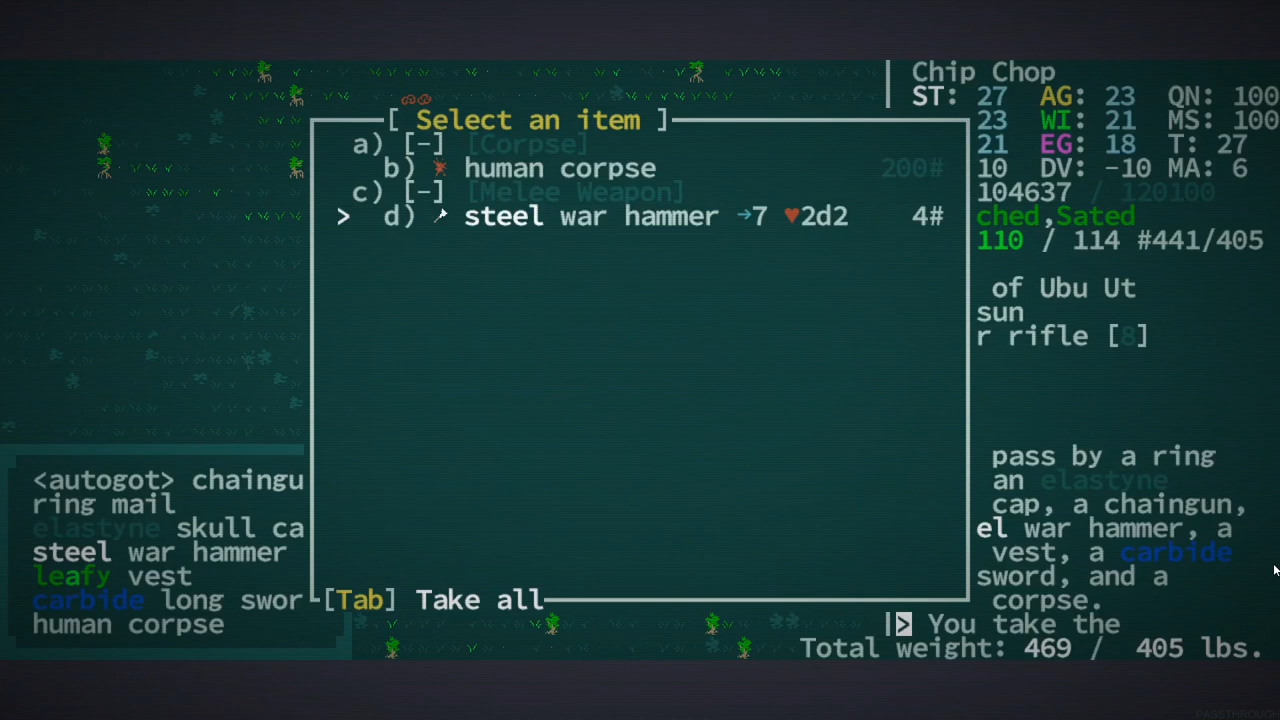 Chip Chop
ST: 27 AG: 23 QN: 100
23 WI: 21 MS: 100
21 EG: 18 T: 27
10 DV: -10 MA: 6
104637 / 120100
ched,Sated
110 / 114 #441/405
of Ubu Ut
sun
r rifle [8]
[ Select an item ]
a) [-] [Corpse]
b) human corpse 200#
c) [-] [Melee Weapon]
> d) steel war hammer →7 ♥2d2 4#
[Tab] Take all
<autogot> chaingu
ring mail
elastyne skull ca
steel war hammer
leafy vest
carbide long swor
human corpse
pass by a ring
an elastyne
cap, a chaingun,
el war hammer, a
vest, a carbide
sword, and a
corpse.
> You take the
Total weight: 469 / 405 lbs.